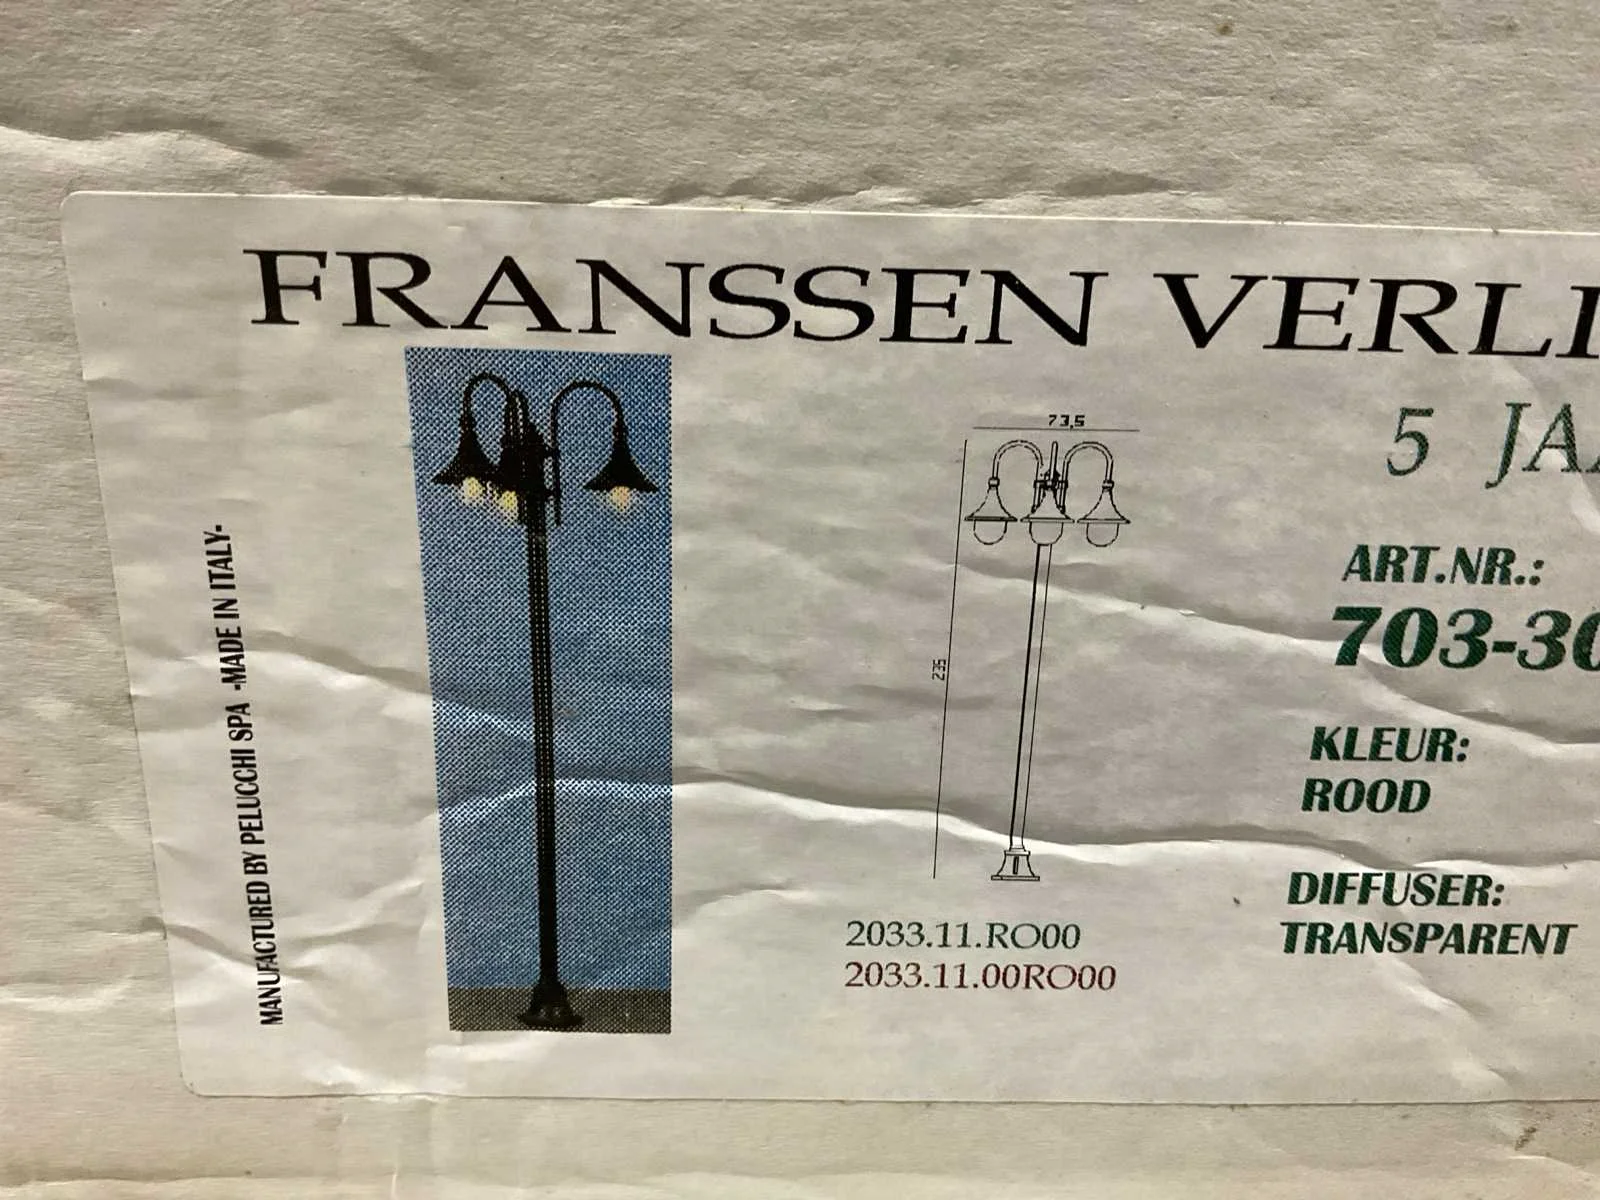 FRANSSEN VERLI
5 JAA
73,5
235
ART.NR.:
703-30
KLEUR:
ROOD
DIFFUSER:
TRANSPARENT
2033.11.RO00
2033.11.00RO00
MANUFACTURED BY PELUCCHI SPA -MADE IN ITALY-